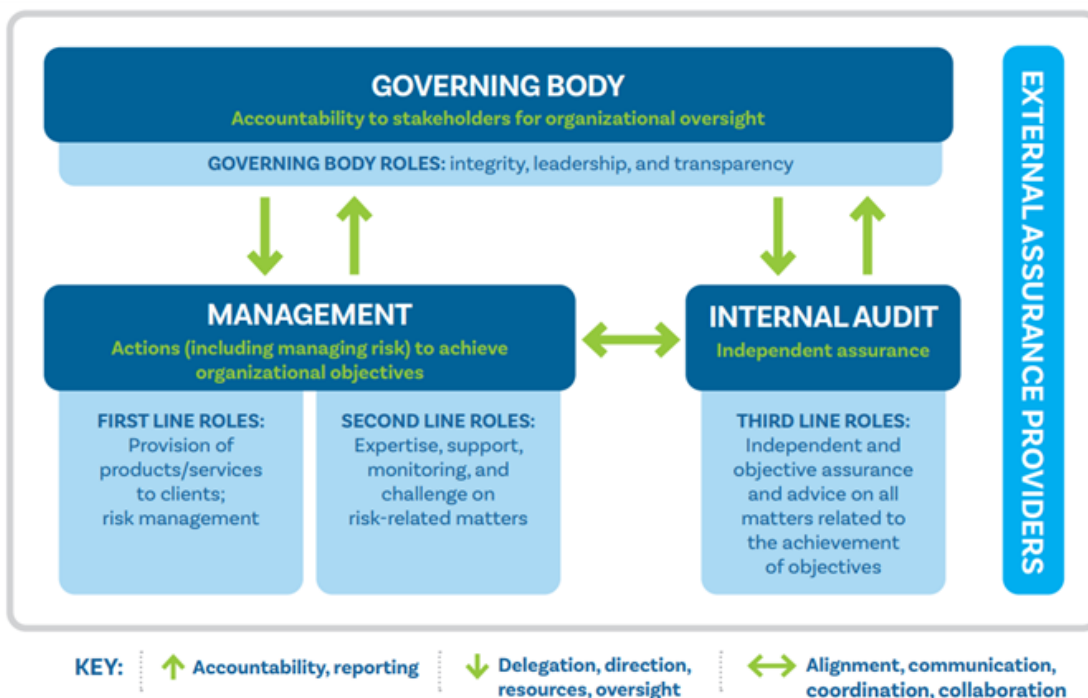 GOVERNING BODY
Accountability to stakeholders for organizational oversight
GOVERNING BODY ROLES: integrity, leadership, and transparency
MANAGEMENT
Actions (including managing risk) to achieve
organizational objectives
FIRST LINE ROLES:
Provision of
products/services
to clients;
risk management
SECOND LINE ROLES:
Expertise, support,
monitoring, and
challenge on
risk-related matters
INTERNAL AUDIT
Independent assurance
THIRD LINE ROLES:
Independent and
objective assurance
and advice on all
matters related to
the achievement
of objectives
EXTERNAL ASSURANCE PROVIDERS
KEY:
Accountability, reporting
Delegation, direction,
resources, oversight
Alignment, communication,
coordination, collaboration